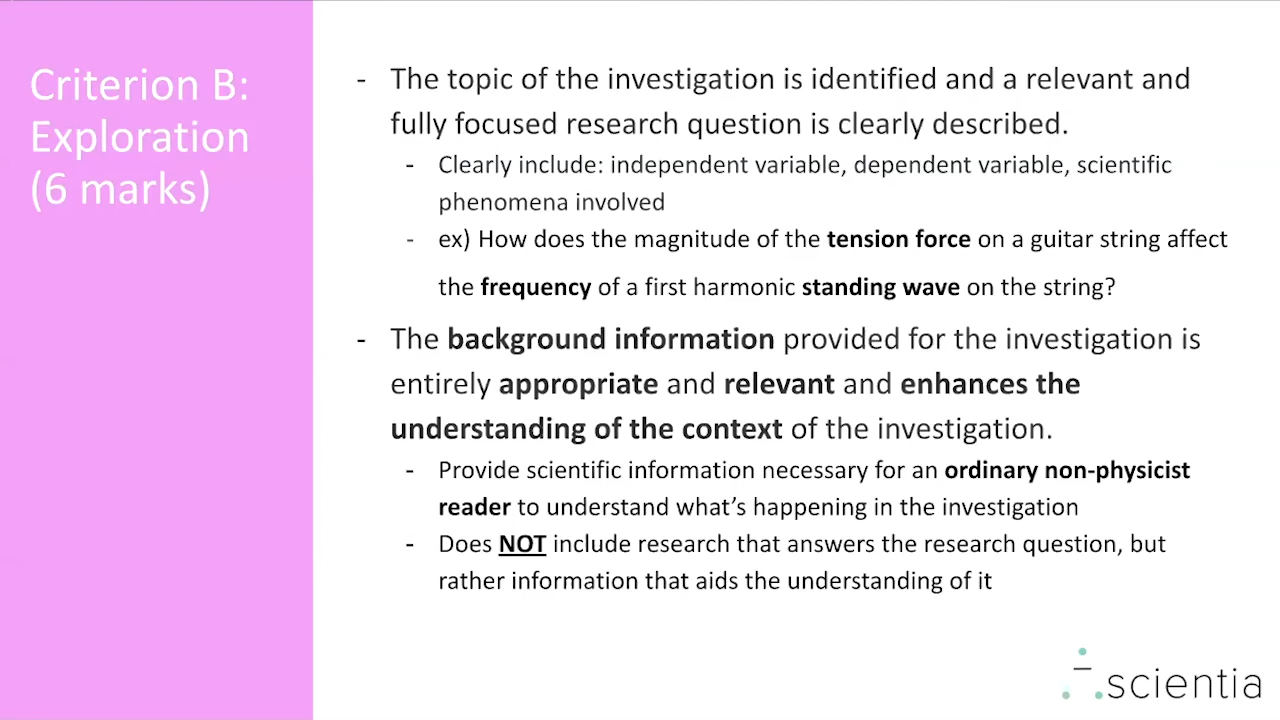 Criterion B:
Exploration
(6 marks)
- The topic of the investigation is identified and a relevant and
fully focused research question is clearly described.
- Clearly include: independent variable, dependent variable, scientific
phenomena involved
- ex) How does the magnitude of the tension force on a guitar string affect
the frequency of a first harmonic standing wave on the string?
- The background information provided for the investigation is
entirely appropriate and relevant and enhances the
understanding of the context of the investigation.
- Provide scientific information necessary for an ordinary non-physicist
reader to understand what's happening in the investigation
- Does NOT include research that answers the research question, but
rather information that aids the understanding of it
scientia